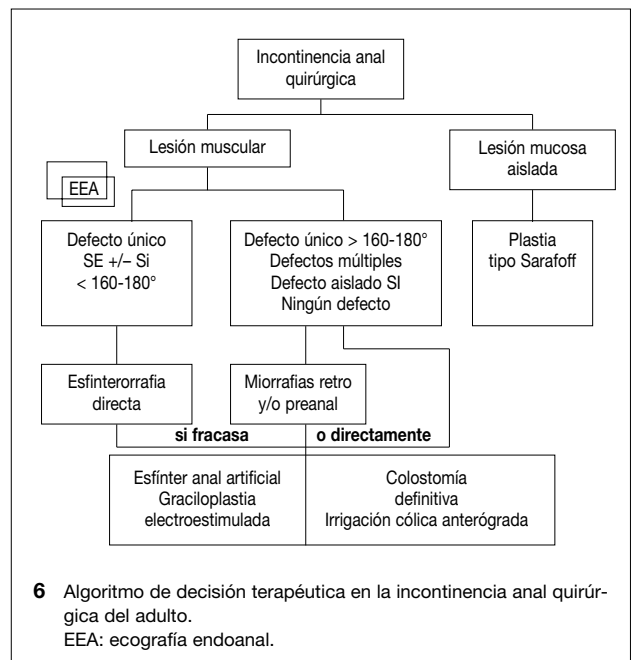 Incontinencia anal
quirúrgica
Lesión muscular
Lesión mucosa
aislada
EEA
Defecto único
SE +/– Si
< 160-180°
Defecto único > 160-180°
Defectos múltiples
Defecto aislado SI
Ningún defecto
Plastia
tipo Sarafoff
Esfinterorrafia
directa
Miorrafias retro
y/o preanal
si fracasa
o directamente
Esfínter anal artificial
Graciloplastia
electroestimulada
Colostomía
definitiva
Irrigación cólica anterógrada
6 Algoritmo de decisión terapéutica en la incontinencia anal quirúr-
gica del adulto.
EEA: ecografía endoanal.